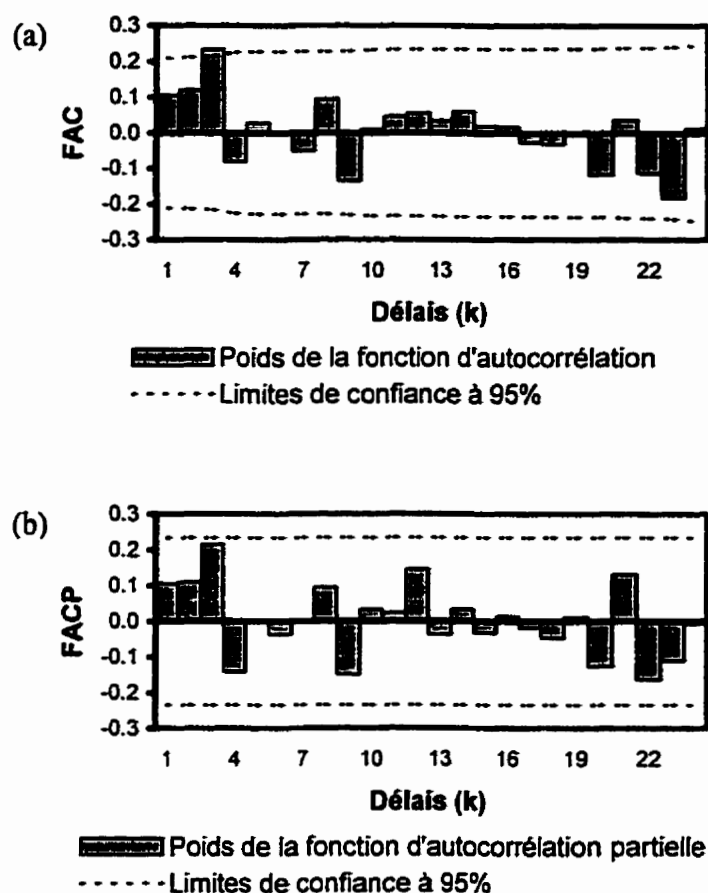 (a)
0.3
0.2
0.1
0.0
-0.1
-0.2
-0.3
FAC
1 4 7 10 13 16 19 22
Délais (k)
Poids de la fonction d'autocorrélation
Limites de confiance à 95%
(b)
0.3
0.2
0.1
0.0
-0.1
-0.2
-0.3
FACP
1 4 7 10 13 16 19 22
Délais (k)
Poids de la fonction d'autocorrélation partielle
Limites de confiance à 95%